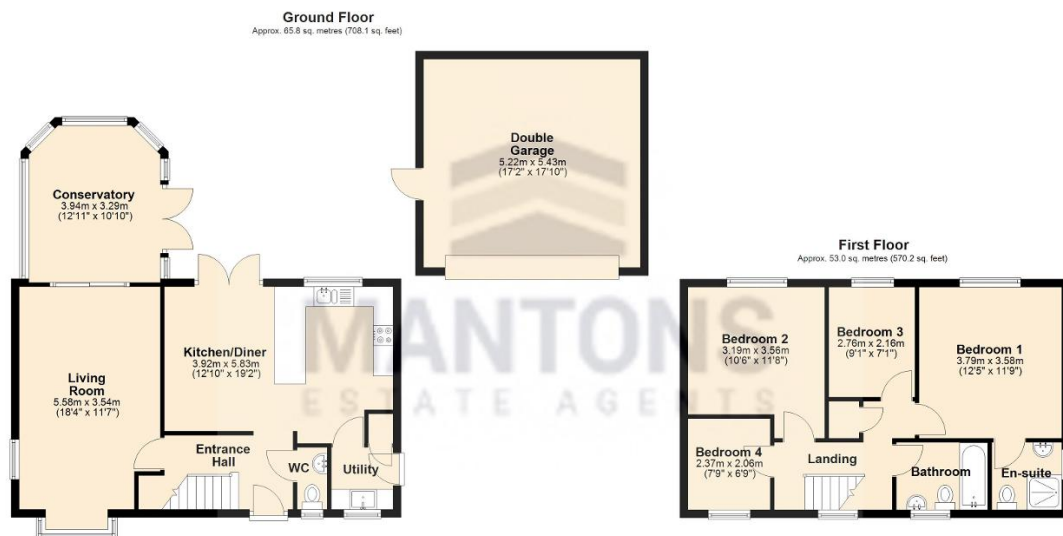 Ground Floor
Approx. 65.8 sq. metres (708.1 sq. feet)
Double
Garage
5.22m x 5.43m
(17'2" x 17'10")
Conservatory
3.94m x 3.29m
(12'11" x 10'10")
Kitchen/Diner
3.92m x 5.83m
(12'10" x 19'2")
Living
Room
5.58m x 3.54m
(18'4" x 11'7")
Entrance
Hall
WC
Utility
First Floor
Approx. 53.0 sq. metres (570.2 sq. feet)
Bedroom 2
3.19m x 3.56m
(10'6" x 11'8")
Bedroom 3
2.76m x 2.16m
(9'1" x 7'1")
Bedroom 1
3.79m x 3.58m
(12'5" x 11'9")
Bedroom 4
2.37m x 2.06m
(7'9" x 6'9")
Landing
Bathroom
En-suite
MANTONS
ESTATE AGENTS